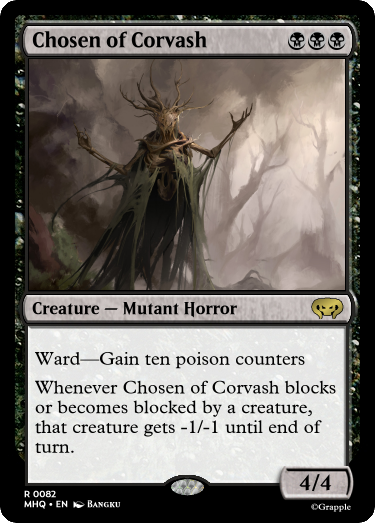 Chosen of Corvash
Creature — Mutant Horror
Ward—Gain ten poison counters
Whenever Chosen of Corvash blocks
or becomes blocked by a creature,
that creature gets -1/-1 until end of
turn.
4/4
R 0082
MHQ • EN BANGKU
©Grapple